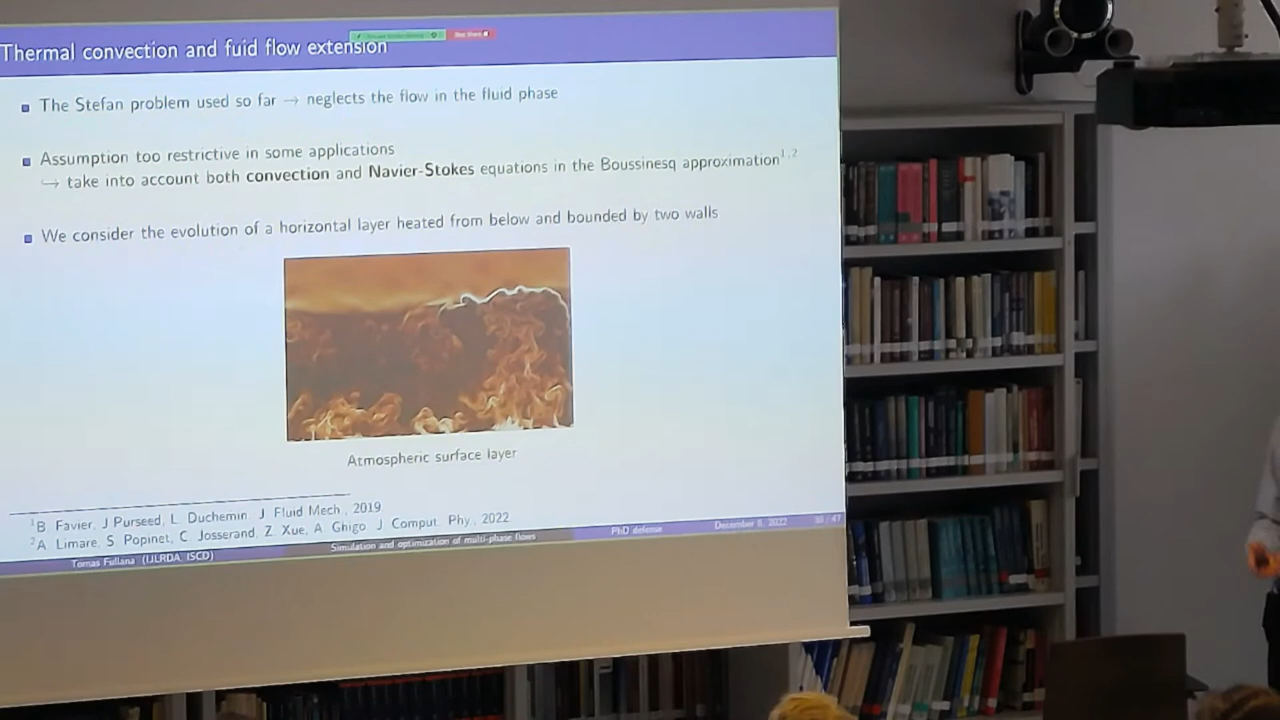 Thermal convection and fuid flow extension
The Stefan problem used so far → neglects the flow in the fluid phase
Assumption too restrictive in some applications
↪ take into account both convection and Navier-Stokes equations in the Boussinesq approximation1,2
We consider the evolution of a horizontal layer heated from below and bounded by two walls
Atmospheric surface layer
1B. Favier, J Purseed, L. Duchemin. J. Fluid Mech., 2019
2A. Limare, S. Popinet, C. Josserand, Z. Xue, A. Ghigo. J. Comput. Phy., 2022
Tomas Fullana (IJLRDA, ISCD) Simulation and optimization of multi-phase flows PhD defense December 8, 2022